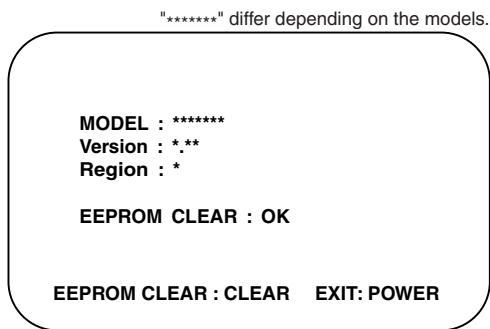 "*******" differ depending on the models.
MODEL : *******
Version : *.**
Region : *
EEPROM CLEAR : OK
EEPROM CLEAR : CLEAR EXIT: POWER